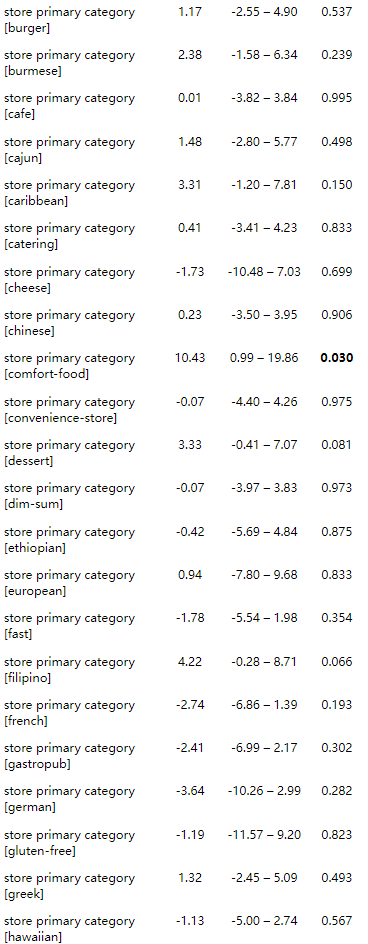 store primary category 1.17 -2.55 – 4.90 0.537
[burger]
store primary category 2.38 -1.58 – 6.34 0.239
[burmese]
store primary category 0.01 -3.82 – 3.84 0.995
[cafe]
store primary category 1.48 -2.80 – 5.77 0.498
[cajun]
store primary category 3.31 -1.20 – 7.81 0.150
[caribbean]
store primary category 0.41 -3.41 – 4.23 0.833
[catering]
store primary category -1.73 -10.48 – 7.03 0.699
[cheese]
store primary category 0.23 -3.50 – 3.95 0.906
[chinese]
store primary category 10.43 0.99 – 19.86 0.030
[comfort-food]
store primary category -0.07 -4.40 – 4.26 0.975
[convenience-store]
store primary category 3.33 -0.41 – 7.07 0.081
[dessert]
store primary category -0.07 -3.97 – 3.83 0.973
[dim-sum]
store primary category -0.42 -5.69 – 4.84 0.875
[ethiopian]
store primary category 0.94 -7.80 – 9.68 0.833
[european]
store primary category -1.78 -5.54 – 1.98 0.354
[fast]
store primary category 4.22 -0.28 – 8.71 0.066
[filipino]
store primary category -2.74 -6.86 – 1.39 0.193
[french]
store primary category -2.41 -6.99 – 2.17 0.302
[gastropub]
store primary category -3.64 -10.26 – 2.99 0.282
[german]
store primary category -1.19 -11.57 – 9.20 0.823
[gluten-free]
store primary category 1.32 -2.45 – 5.09 0.493
[greek]
store primary category -1.13 -5.00 – 2.74 0.567
[hawaiian]